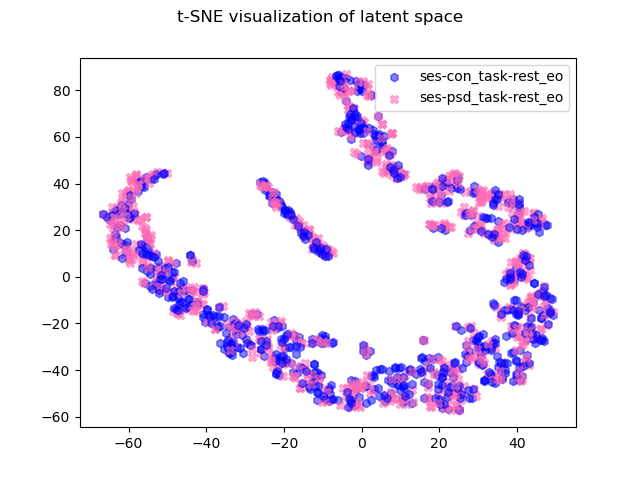 t-SNE visualization of latent space
ses-con_task-rest_eo
ses-psd_task-rest_eo
80
60
40
20
0
−20
−40
−60
−60 −40 −20 0 20 40